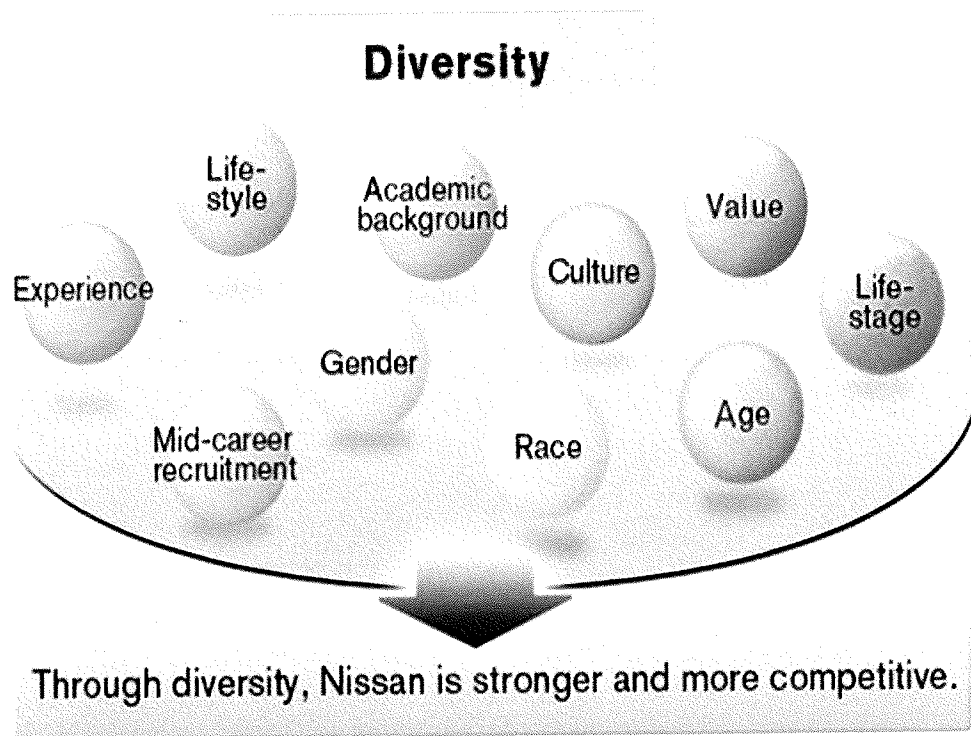 Diversity
Life-
style
Academic
background
Value
Culture
Experience
Life-
stage
Gender
Age
Mid-career
recruitment
Race
Through diversity, Nissan is stronger and more competitive.